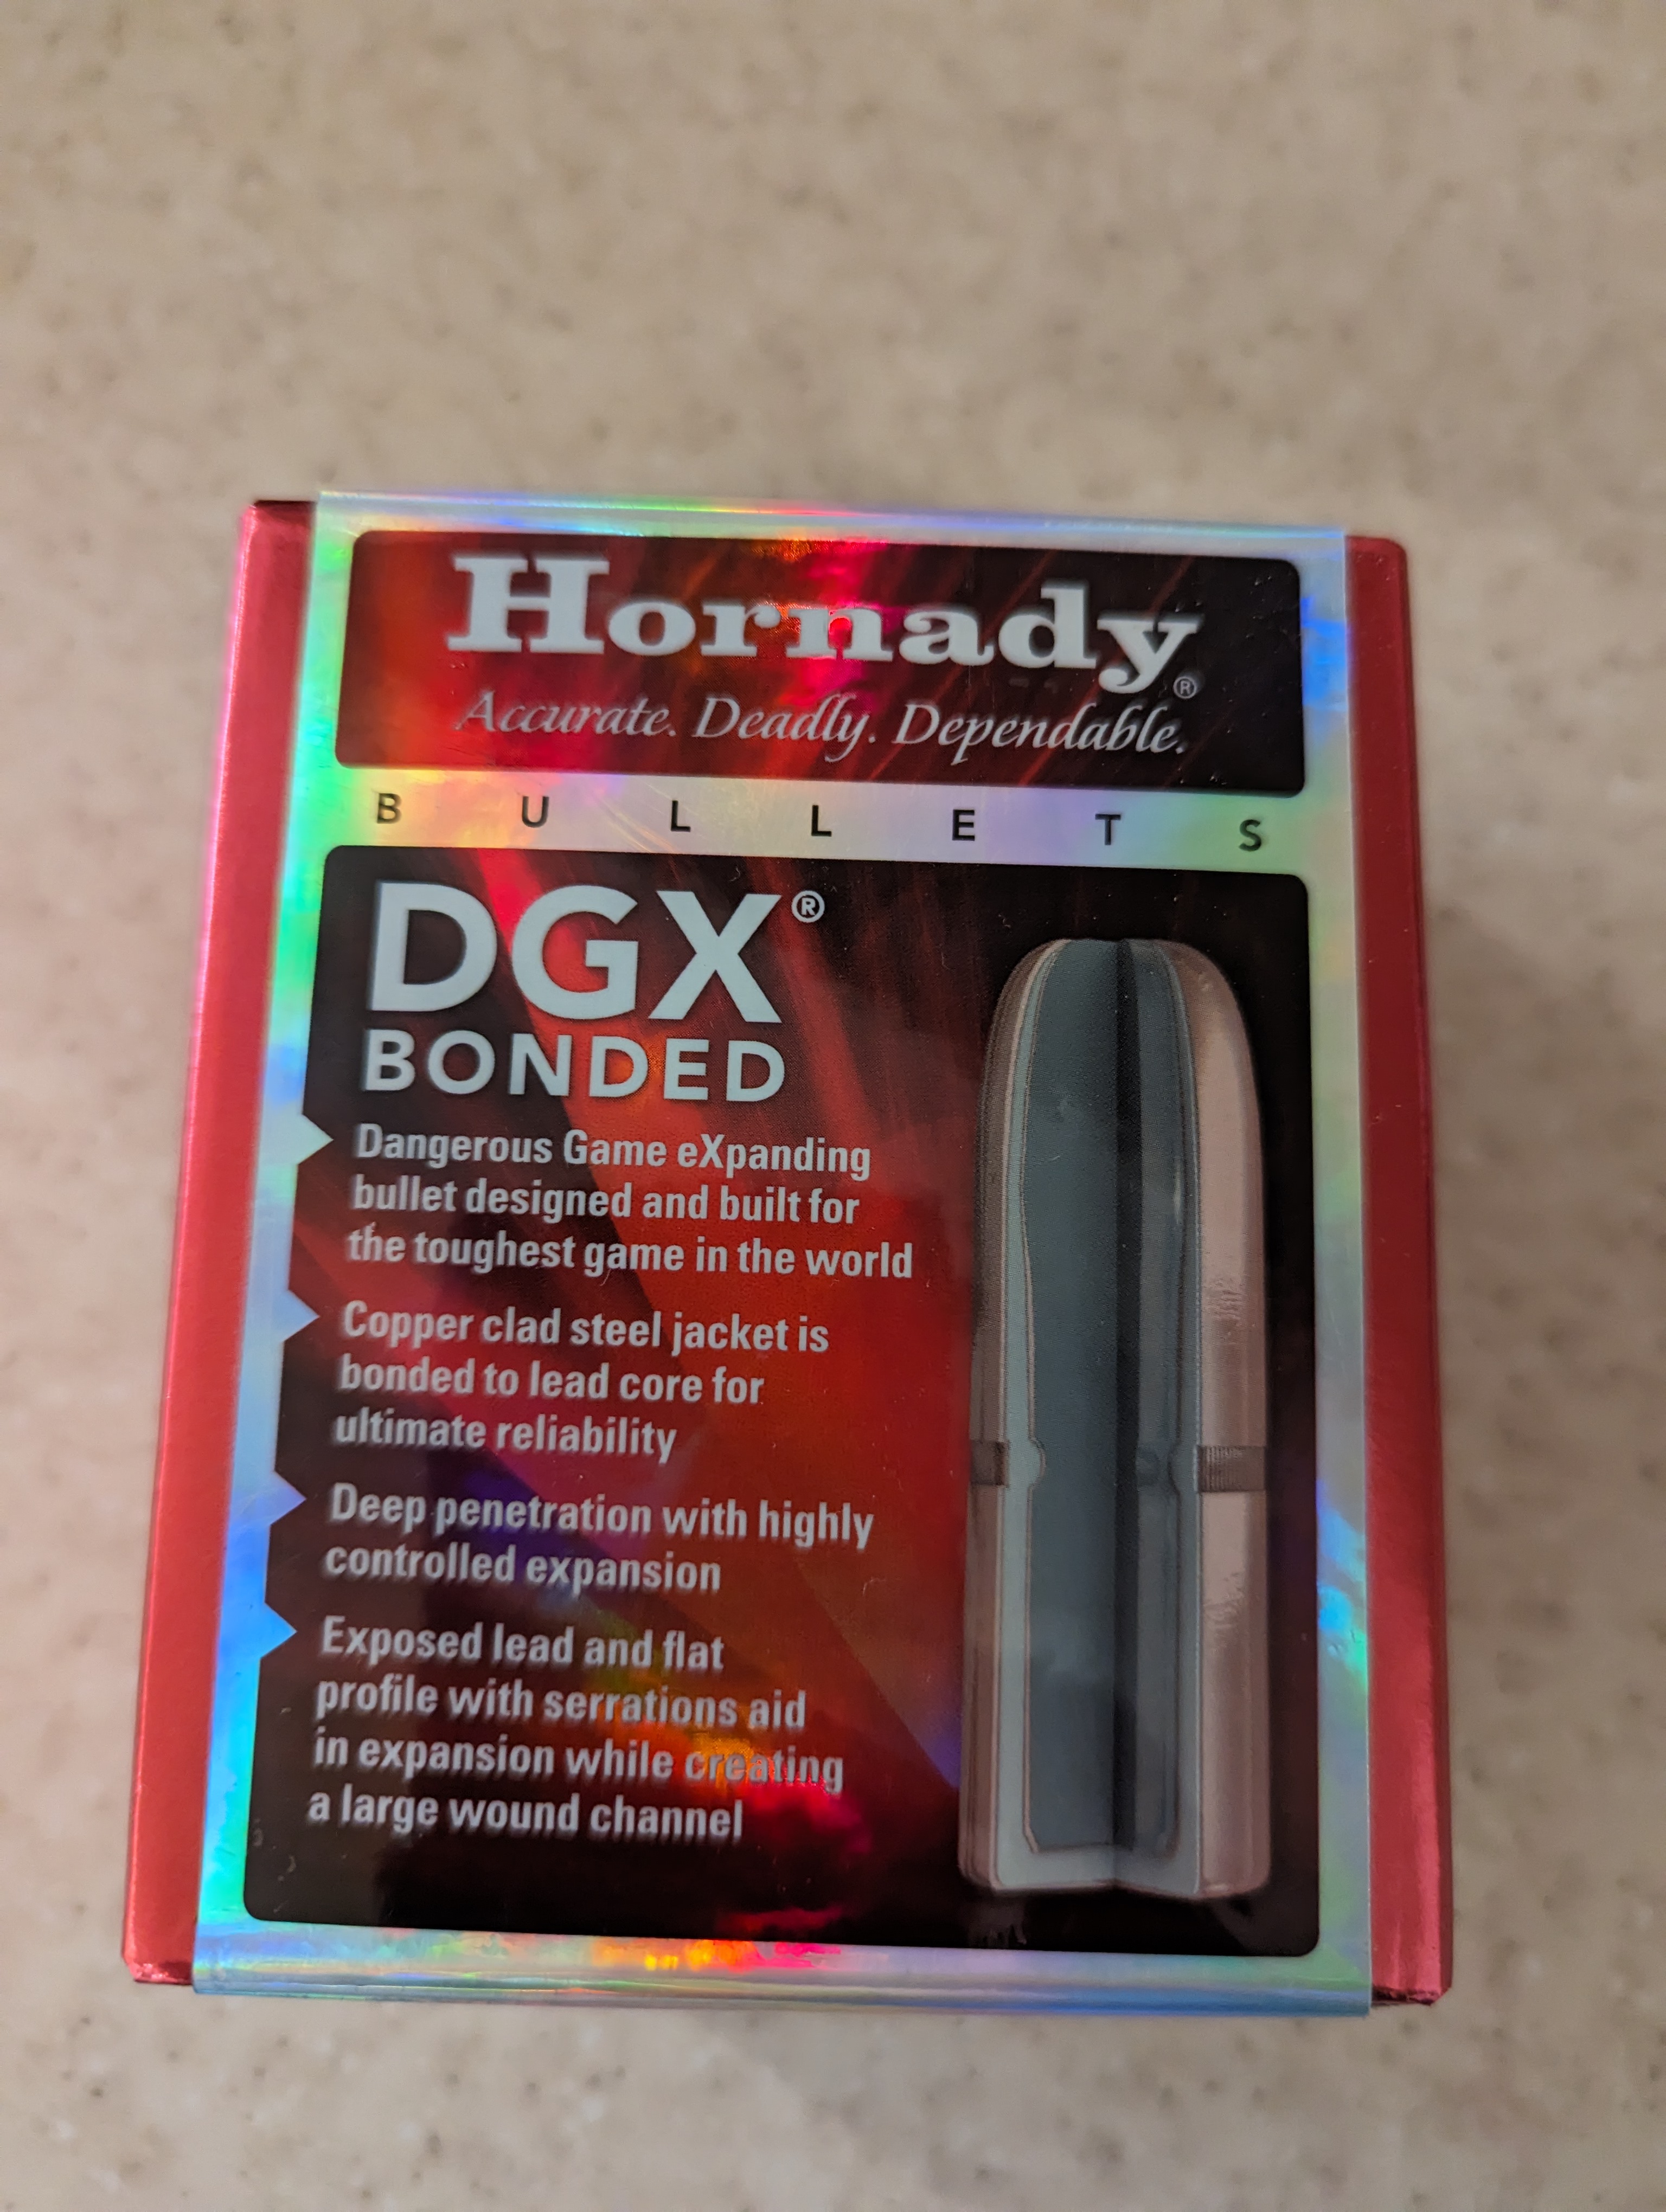 Hornady®
Accurate. Deadly. Dependable.
BULLETS
DGX®
BONDED
Dangerous Game eXpanding
bullet designed and built for
the toughest game in the world
Copper clad steel jacket is
bonded to lead core for
ultimate reliability
Deep penetration with highly
controlled expansion
Exposed lead and flat
profile with serrations aid
in expansion while creating
a large wound channel